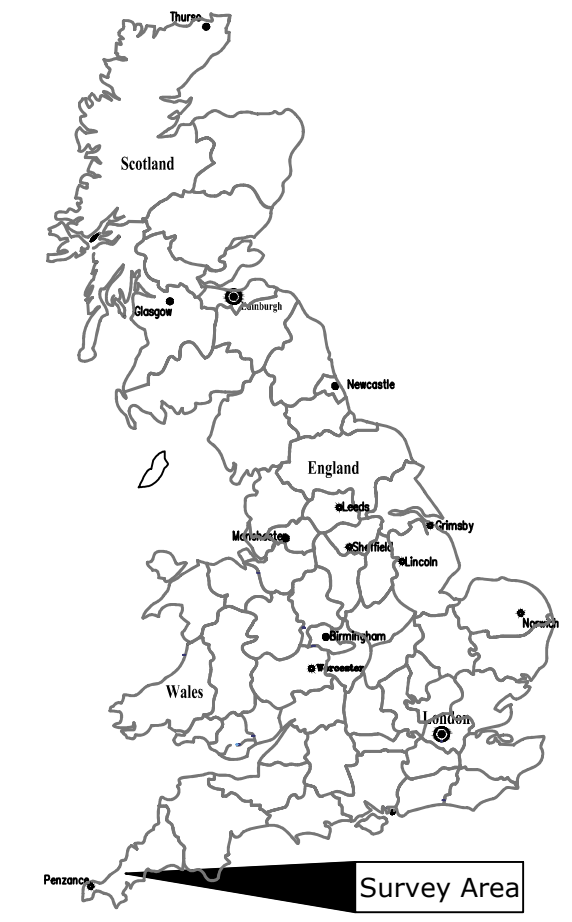 Thurso
Scotland
Glasgow
Edinburgh
Newcastle
England
Leeds
Grimsby
Manchester
Sheffield
Lincoln
Norwich
Birmingham
Worcester
Wales
London
Penzance
Survey Area